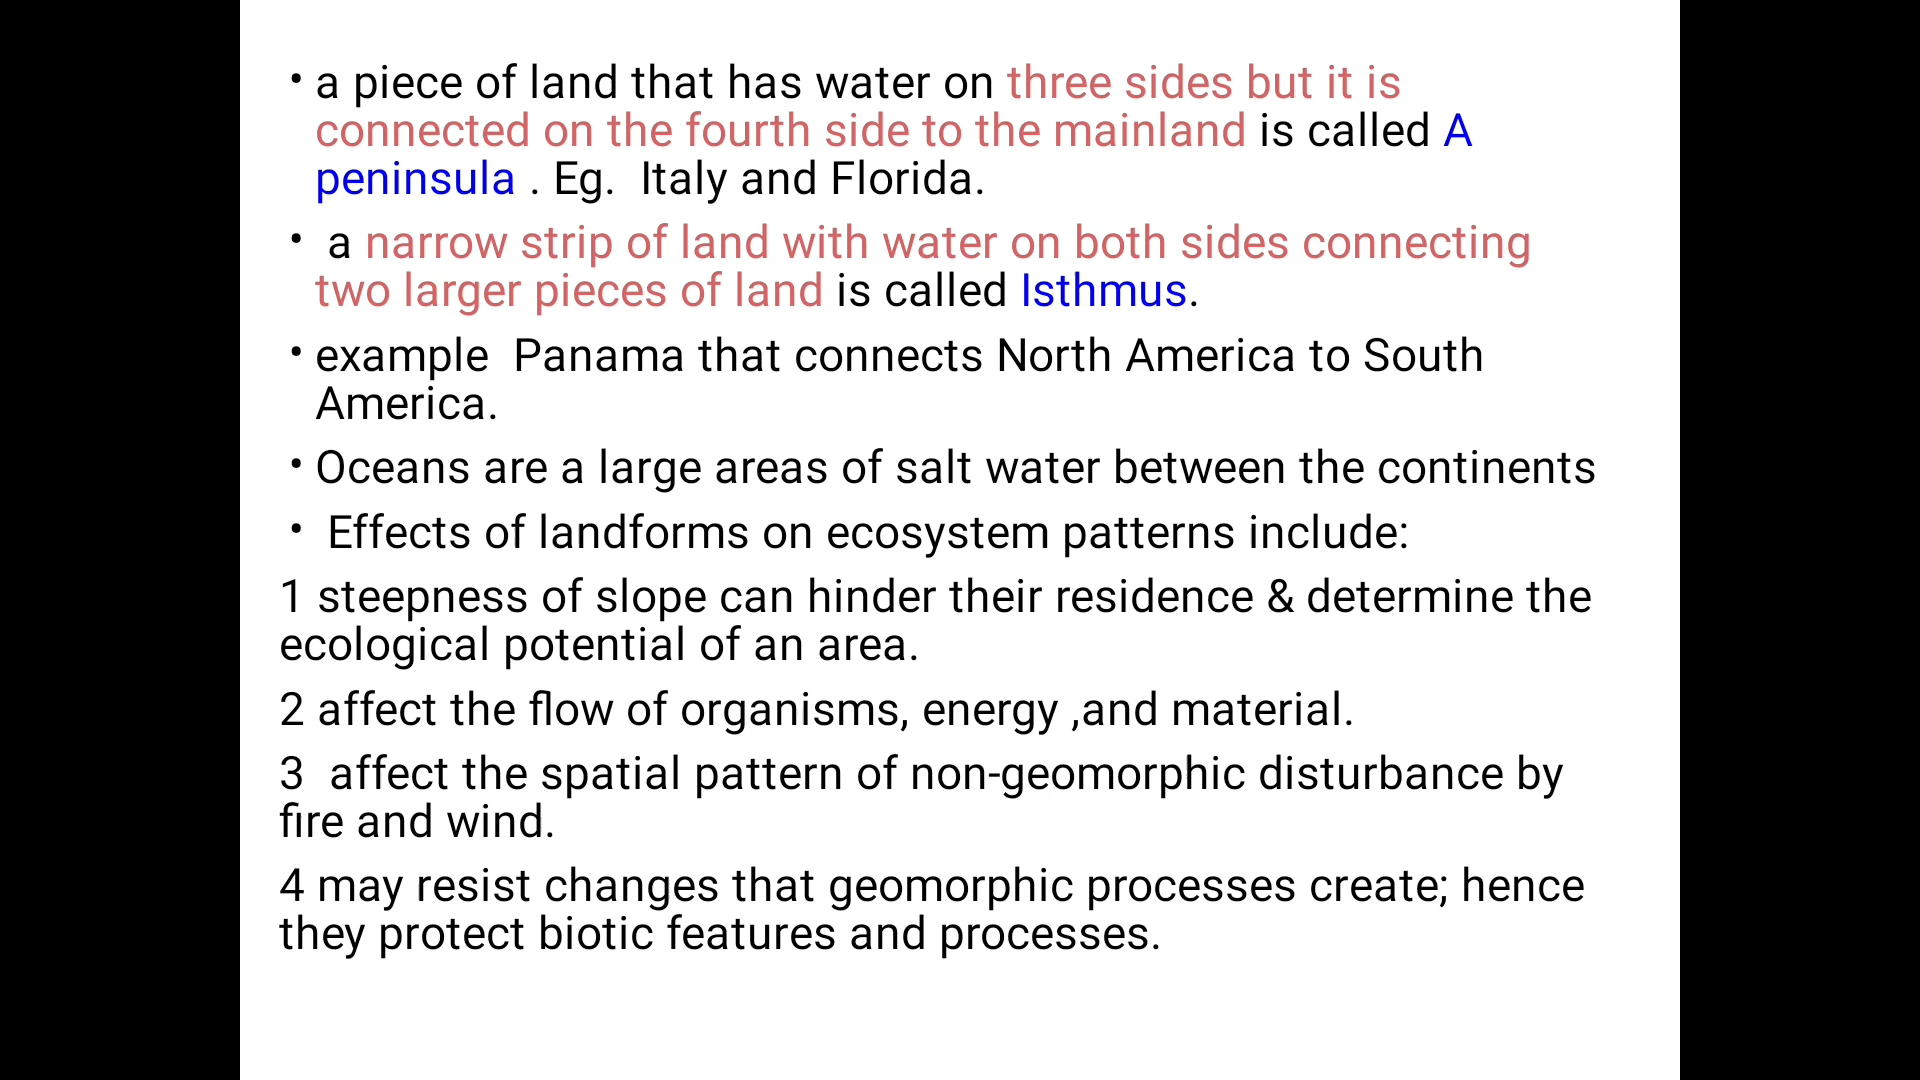 • a piece of land that has water on three sides but it is
connected on the fourth side to the mainland is called A
peninsula . Eg.  Italy and Florida.
•  a narrow strip of land with water on both sides connecting
two larger pieces of land is called Isthmus.
• example  Panama that connects North America to South
America.
• Oceans are a large areas of salt water between the continents
•  Effects of landforms on ecosystem patterns include:
1 steepness of slope can hinder their residence & determine the
ecological potential of an area.
2 affect the flow of organisms, energy ,and material.
3  affect the spatial pattern of non-geomorphic disturbance by
fire and wind.
4 may resist changes that geomorphic processes create; hence
they protect biotic features and processes.